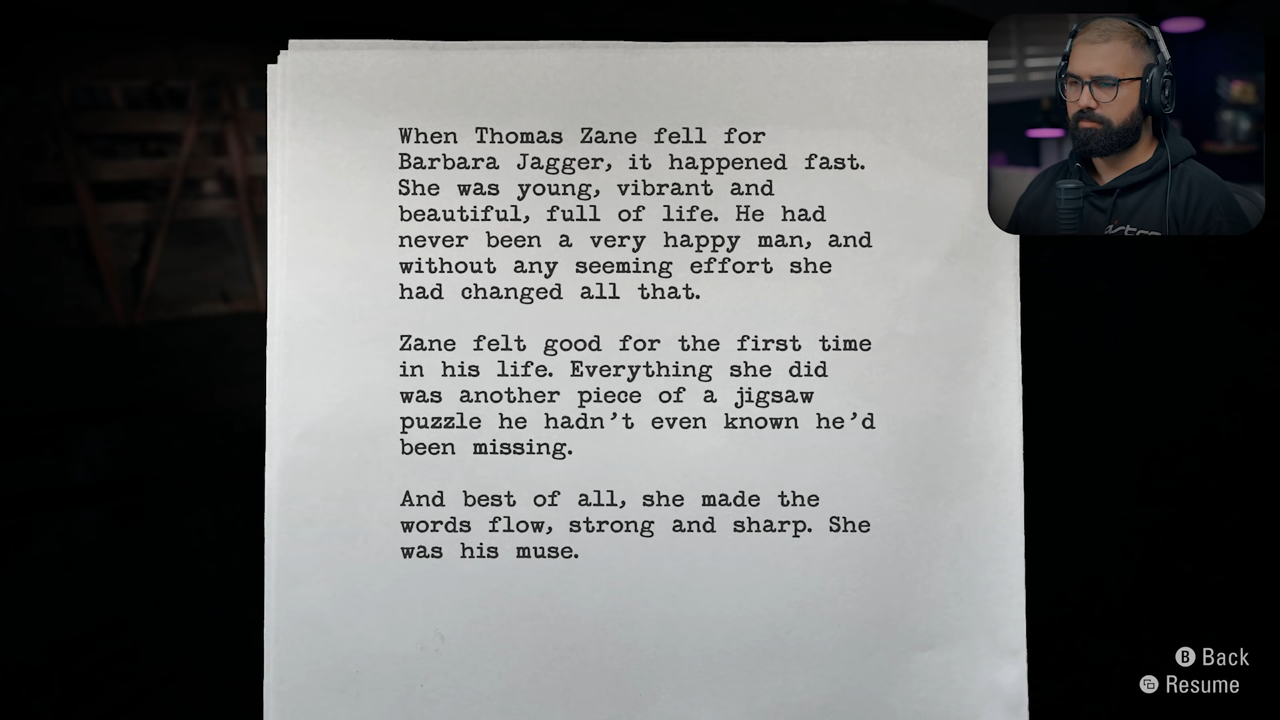 When Thomas Zane fell for
Barbara Jagger, it happened fast.
She was young, vibrant and
beautiful, full of life. He had
never been a very happy man, and
without any seeming effort she
had changed all that.
Zane felt good for the first time
in his life. Everything she did
was another piece of a jigsaw
puzzle he hadn’t even known he’d
been missing.
And best of all, she made the
words flow, strong and sharp. She
was his muse.
B Back
Resume